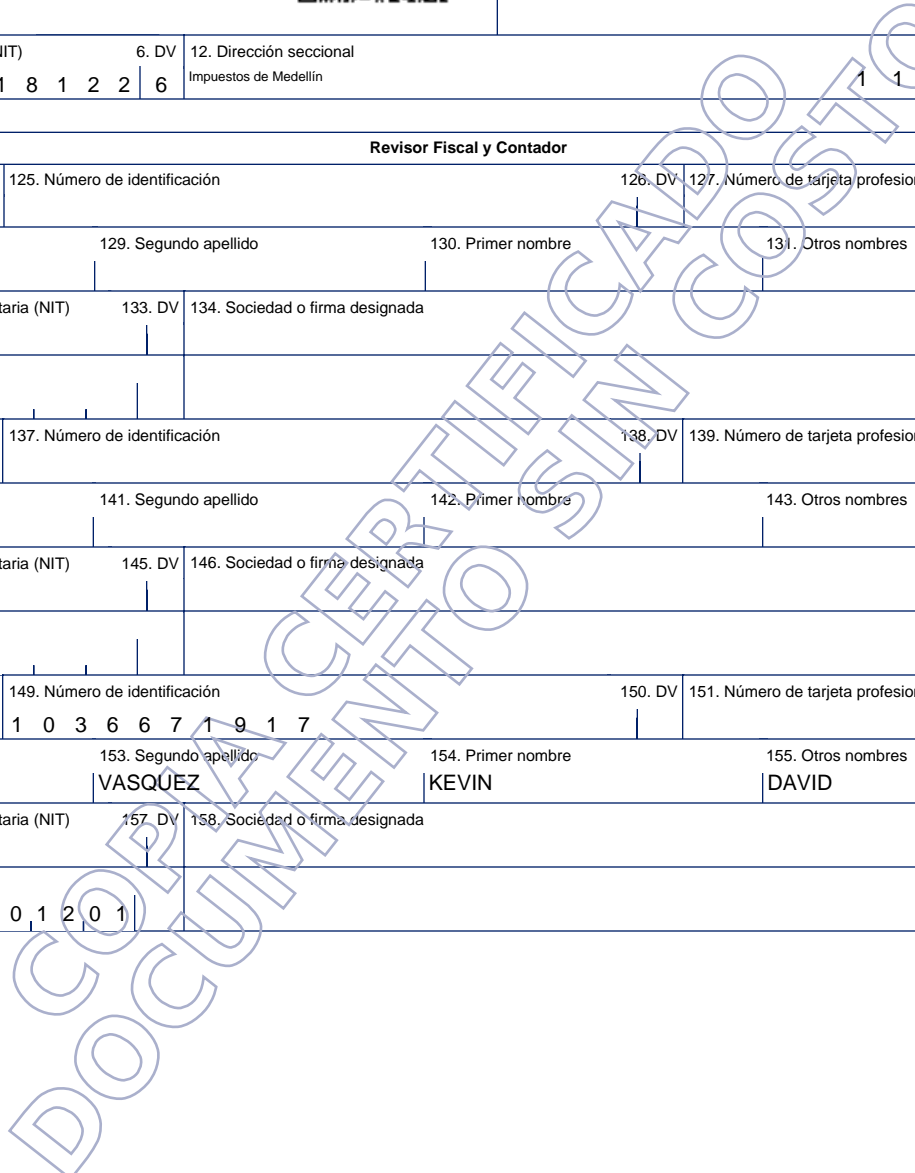 NIT) 6. DV 12. Dirección seccional
1 8 1 2 2 6 Impuestos de Medellín 1 1
Revisor Fiscal y Contador
125. Número de identificación 126. DV 127. Número de tarjeta profesion
129. Segundo apellido 130. Primer nombre 131. Otros nombres
taria (NIT) 133. DV 134. Sociedad o firma designada
137. Número de identificación 138. DV 139. Número de tarjeta profesion
141. Segundo apellido 142. Primer nombre 143. Otros nombres
taria (NIT) 145. DV 146. Sociedad o firma designada
149. Número de identificación 150. DV 151. Número de tarjeta profesion
1 0 3 6 6 7 1 9 1 7
153. Segundo apellido 154. Primer nombre 155. Otros nombres
VASQUEZ KEVIN DAVID
taria (NIT) 157. DV 158. Sociedad o firma designada
0 1 2 0 1
COPIA CERTIFICADO
DOCUMENTO SIN COSTO